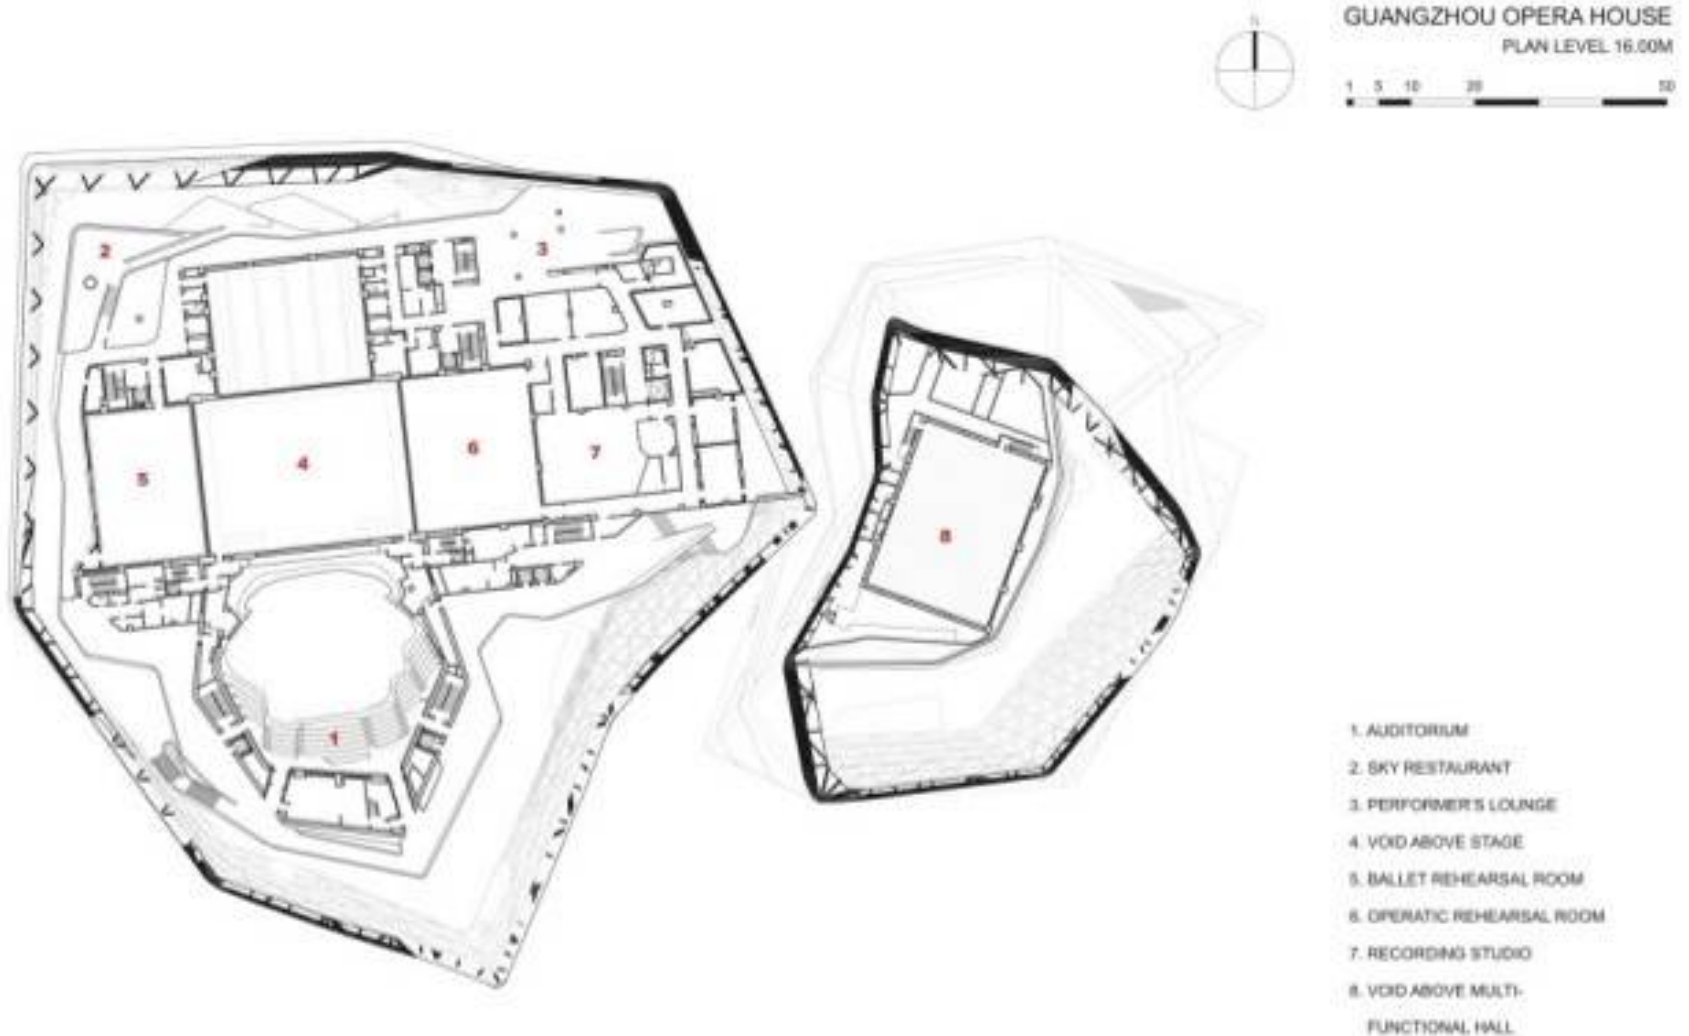 N
GUANGZHOU OPERA HOUSE
PLAN LEVEL 16.00M
1 5 10 20 50
2
3
4
5
6
7
8
1
1. AUDITORIUM
2. SKY RESTAURANT
3. PERFORMER'S LOUNGE
4. VOID ABOVE STAGE
5. BALLET REHEARSAL ROOM
6. OPERATIC REHEARSAL ROOM
7. RECORDING STUDIO
8. VOID ABOVE MULTI-
FUNCTIONAL HALL